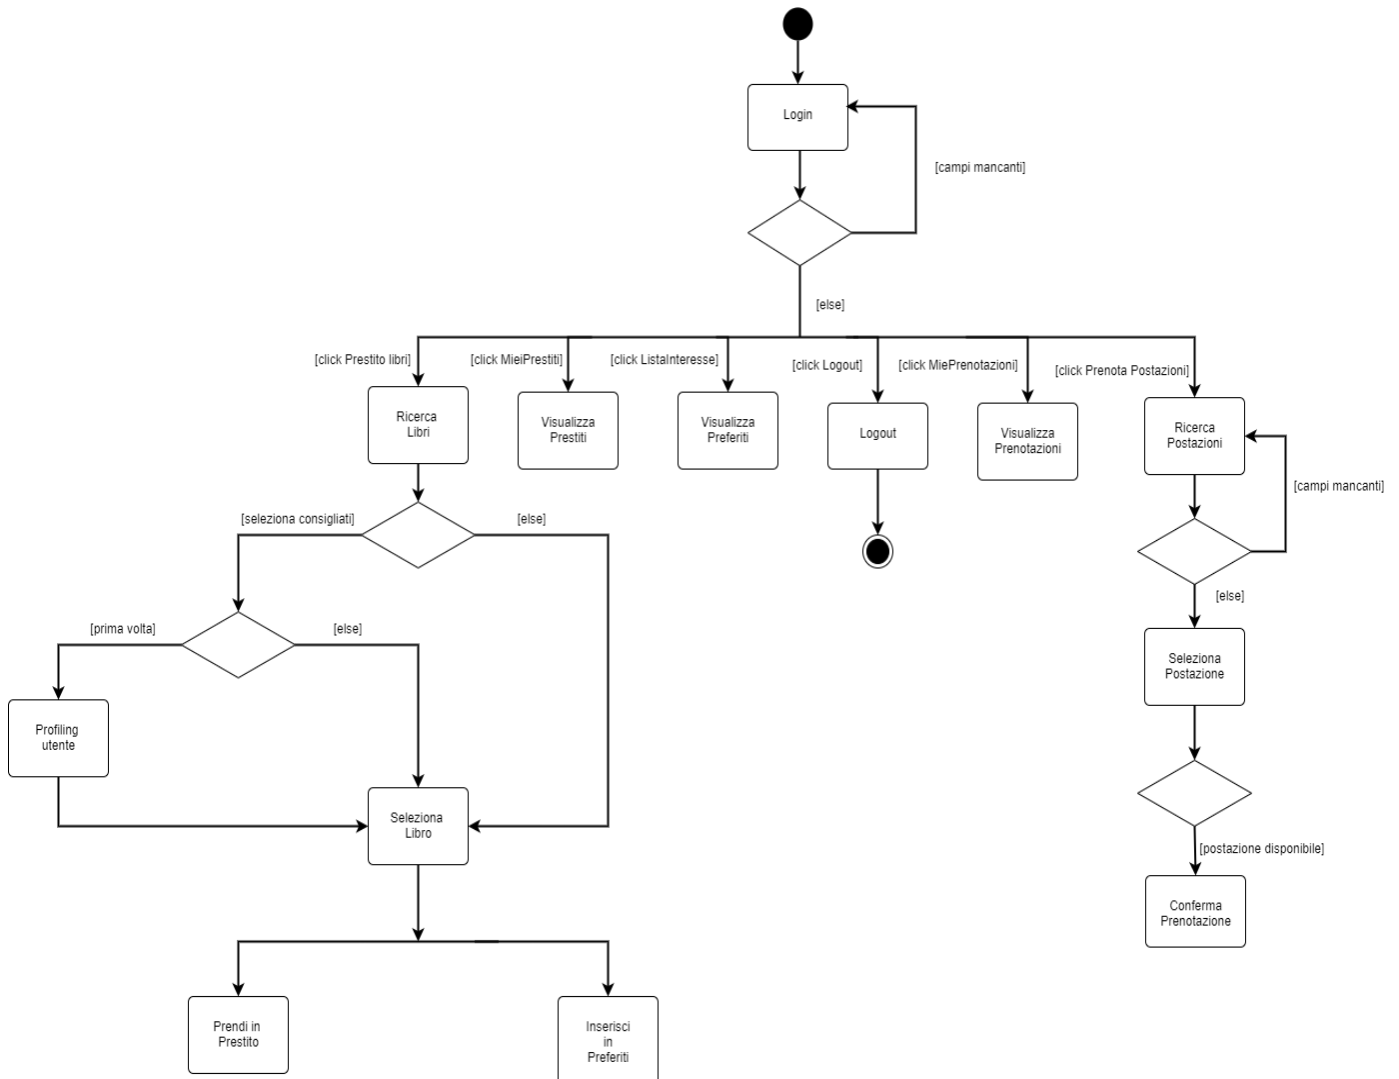 Login
[campi mancanti]
[else]
[click Prestito libri]
[click MieiPrestiti]
[click ListaInteresse]
[click Logout]
[click MiePrenotazioni]
[click Prenota Postazioni]
Ricerca
Libri
Visualizza
Prestiti
Visualizza
Preferiti
Logout
Visualizza
Prenotazioni
Ricerca
Postazioni
[campi mancanti]
[seleziona consigliati]
[else]
[else]
[prima volta]
[else]
Seleziona
Postazione
Profiling
utente
Seleziona
Libro
[postazione disponibile]
Conferma
Prenotazione
Prendi in
Prestito
Inserisci
in
Preferiti